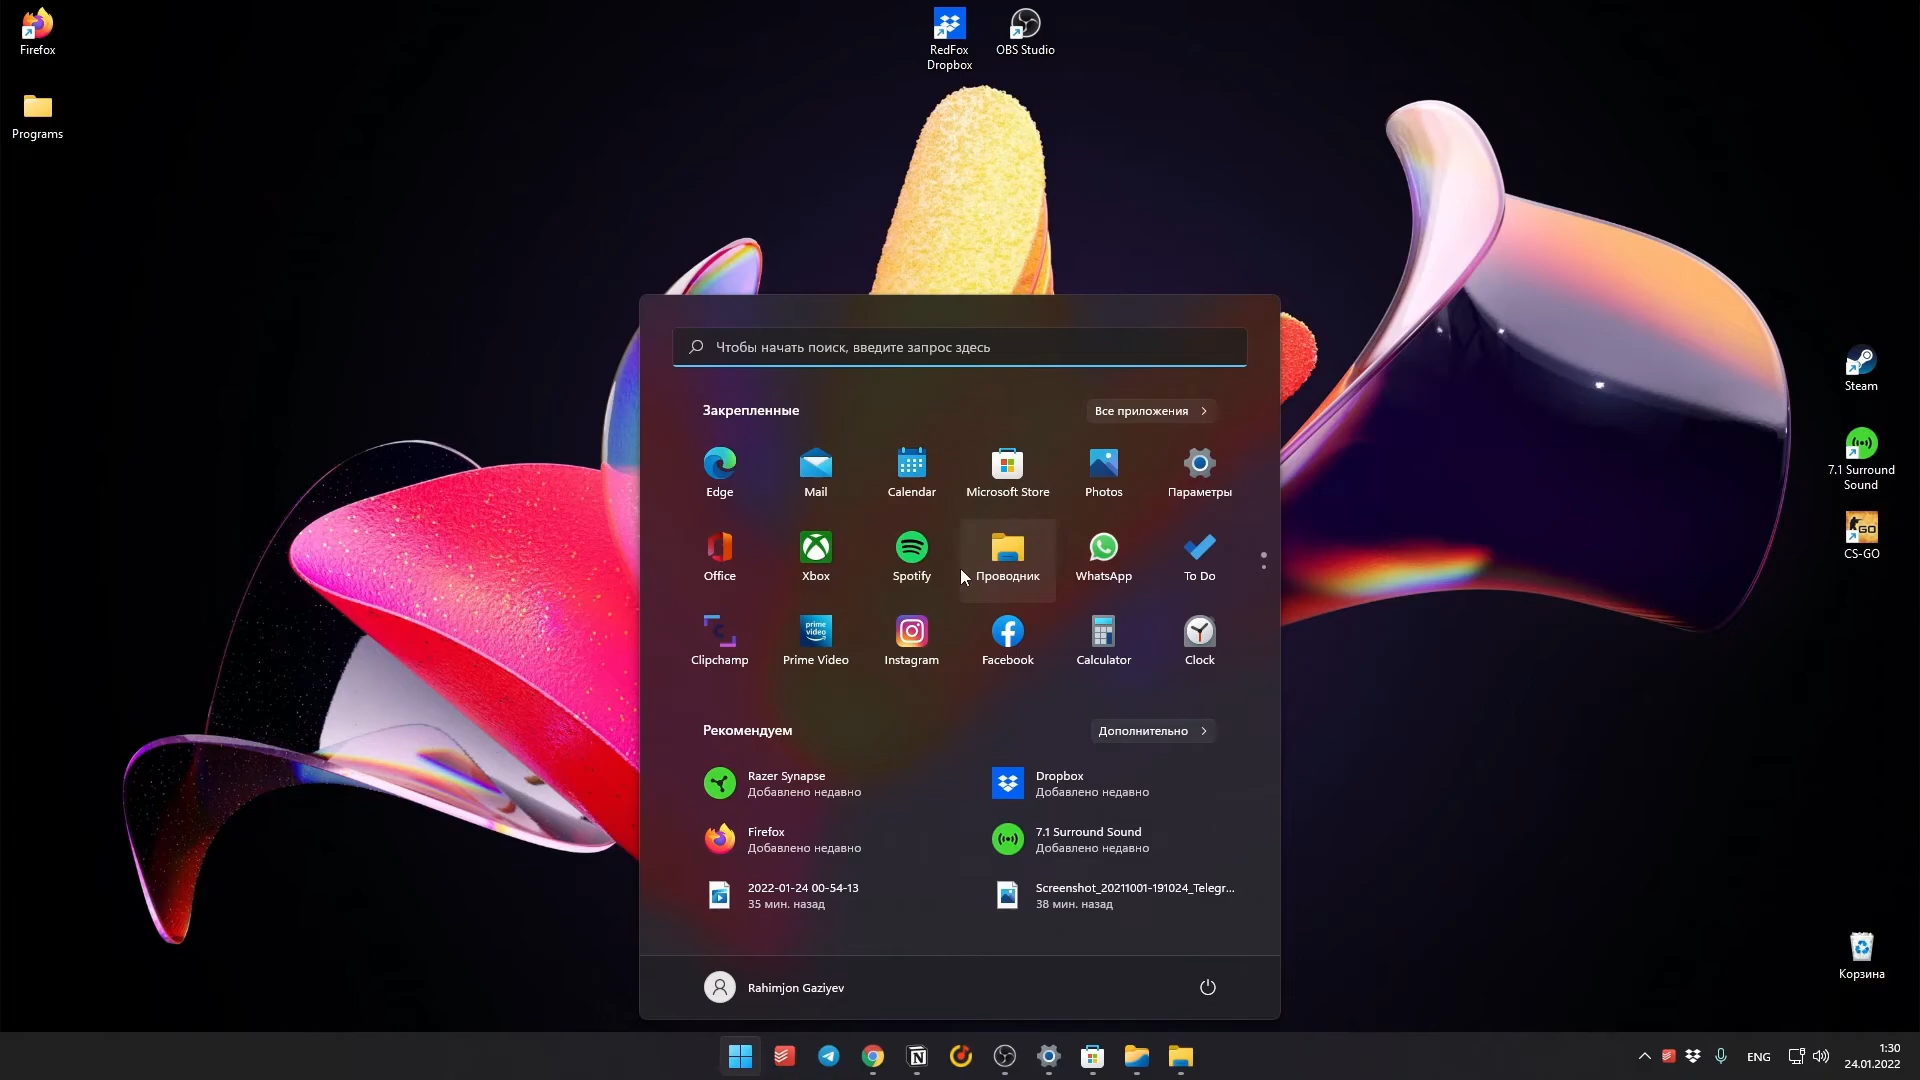 Firefox
Programs
RedFox
Dropbox
OBS Studio
Чтобы начать поиск, введите запрос здесь
Закрепленные
Все приложения
Edge
Mail
Calendar
Microsoft Store
Photos
Параметры
Office
Xbox
Spotify
Проводник
WhatsApp
To Do
prime
video
Clipchamp
Prime Video
Instagram
Facebook
Calculator
Clock
Рекомендуем
Дополнительно
Razer Synapse
Добавлено недавно
Dropbox
Добавлено недавно
Firefox
Добавлено недавно
7.1 Surround Sound
Добавлено недавно
2022-01-24 00-54-13
35 мин. назад
Screenshot_20211001-191024_Telegr...
38 мин. назад
Rahimjon Gaziyev
Steam
7.1 Surround
Sound
GO
CS-GO
Корзина
ENG
1:30
24.01.2022